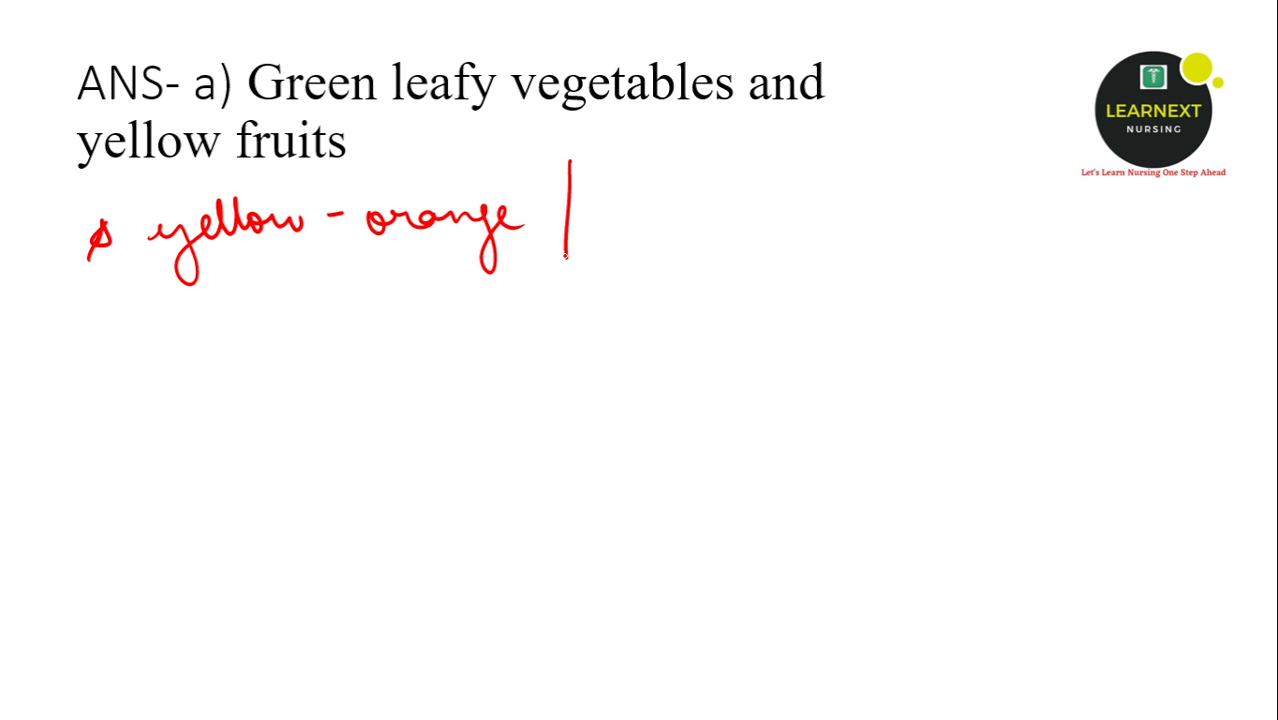 ANS- a) Green leafy vegetables and
yellow fruits
LEARNEXT
NURSING
Let's Learn Nursing One Step Ahead
yellow - orange